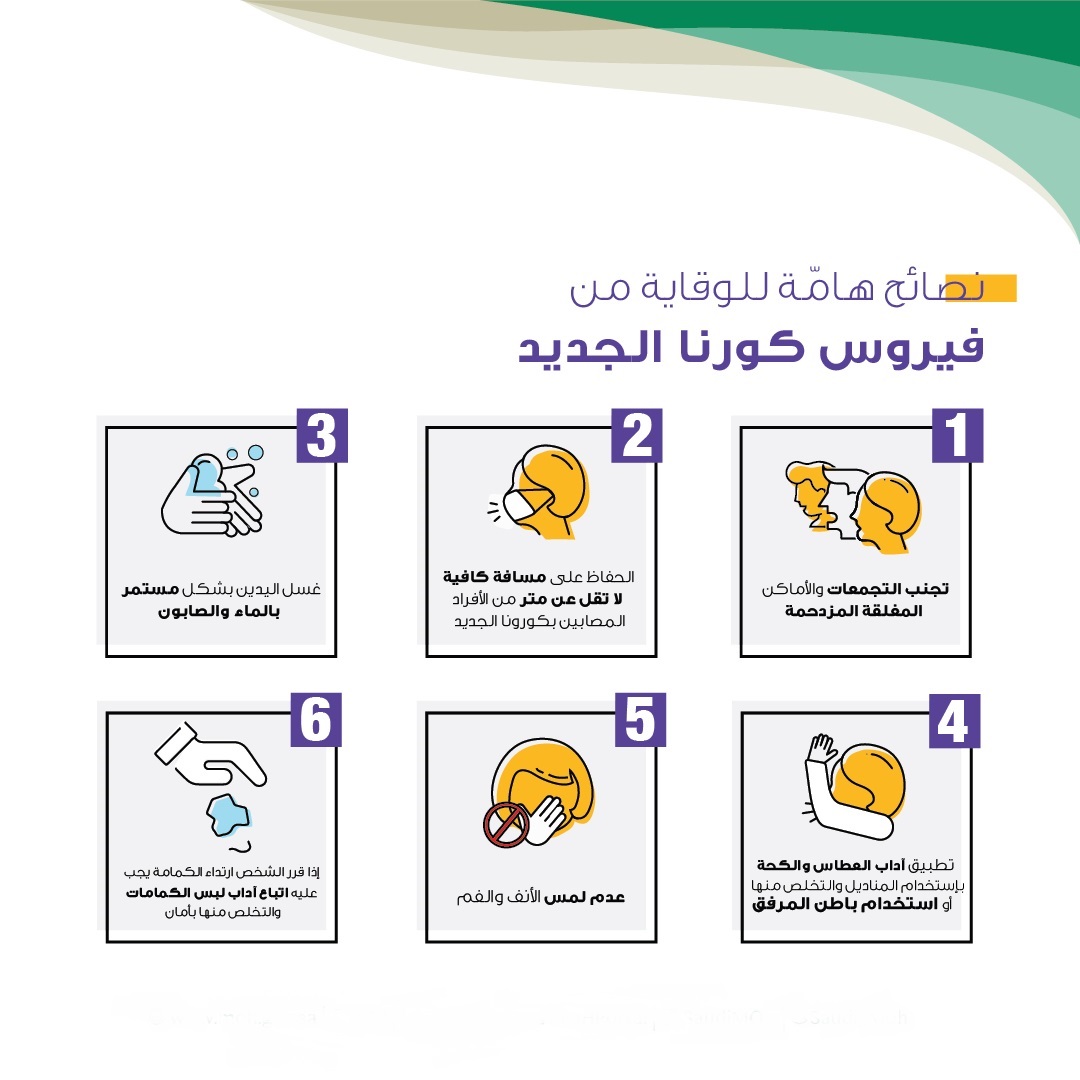 نصائح هامّة للوقاية من
فيروس كورنا الجديد
1
تجنب التجمعات والأماكن
المغلقة المزدحمة
2
الحفاظ على مسافة كافية
لا تقل عن متر من الأفراد
المصابين بكورونا الجديد
3
غسل اليدين بشكل مستمر
بالماء والصابون
4
تطبيق آداب العطاس والكحة
بإستخدام المناديل والتخلص منها
أو استخدام باطن المرفق
5
عدم لمس الأنف والفم
6
إذا قرر الشخص ارتداء الكمامة يجب
عليه اتباع آداب لبس الكمامات
والتخلص منها بأمان